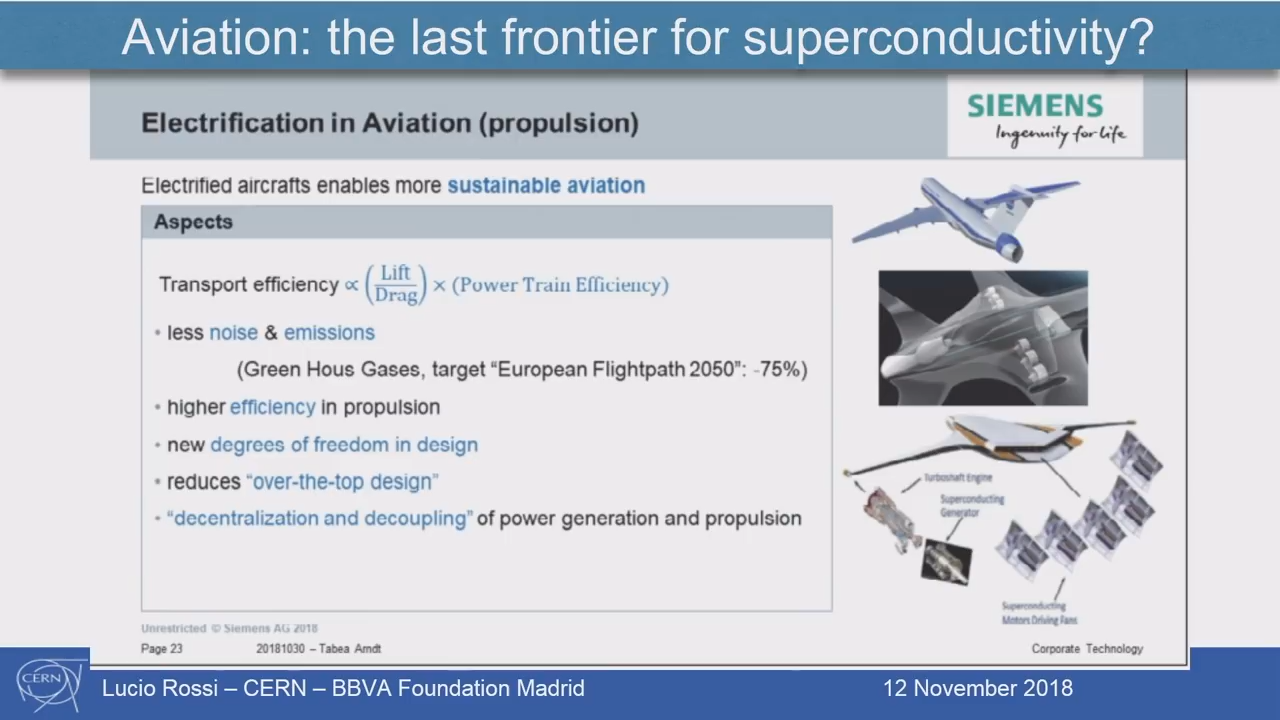 Aviation: the last frontier for superconductivity?
Electrification in Aviation (propulsion)
SIEMENS
Ingenuity for life
Electrified aircrafts enables more sustainable aviation
Aspects
Transport efficiency ∝ (Lift/Drag) × (Power Train Efficiency)
• less noise & emissions
(Green Hous Gases, target “European Flightpath 2050”: -75%)
• higher efficiency in propulsion
• new degrees of freedom in design
• reduces “over-the-top design”
• “decentralization and decoupling” of power generation and propulsion
Turboshaft Engine
Superconducting
Generator
Superconducting
Motors Driving Fans
Unrestricted © Siemens AG 2018
Page 23 20181030 – Tabea Arndt Corporate Technology
CERN
Lucio Rossi – CERN – BBVA Foundation Madrid 12 November 2018